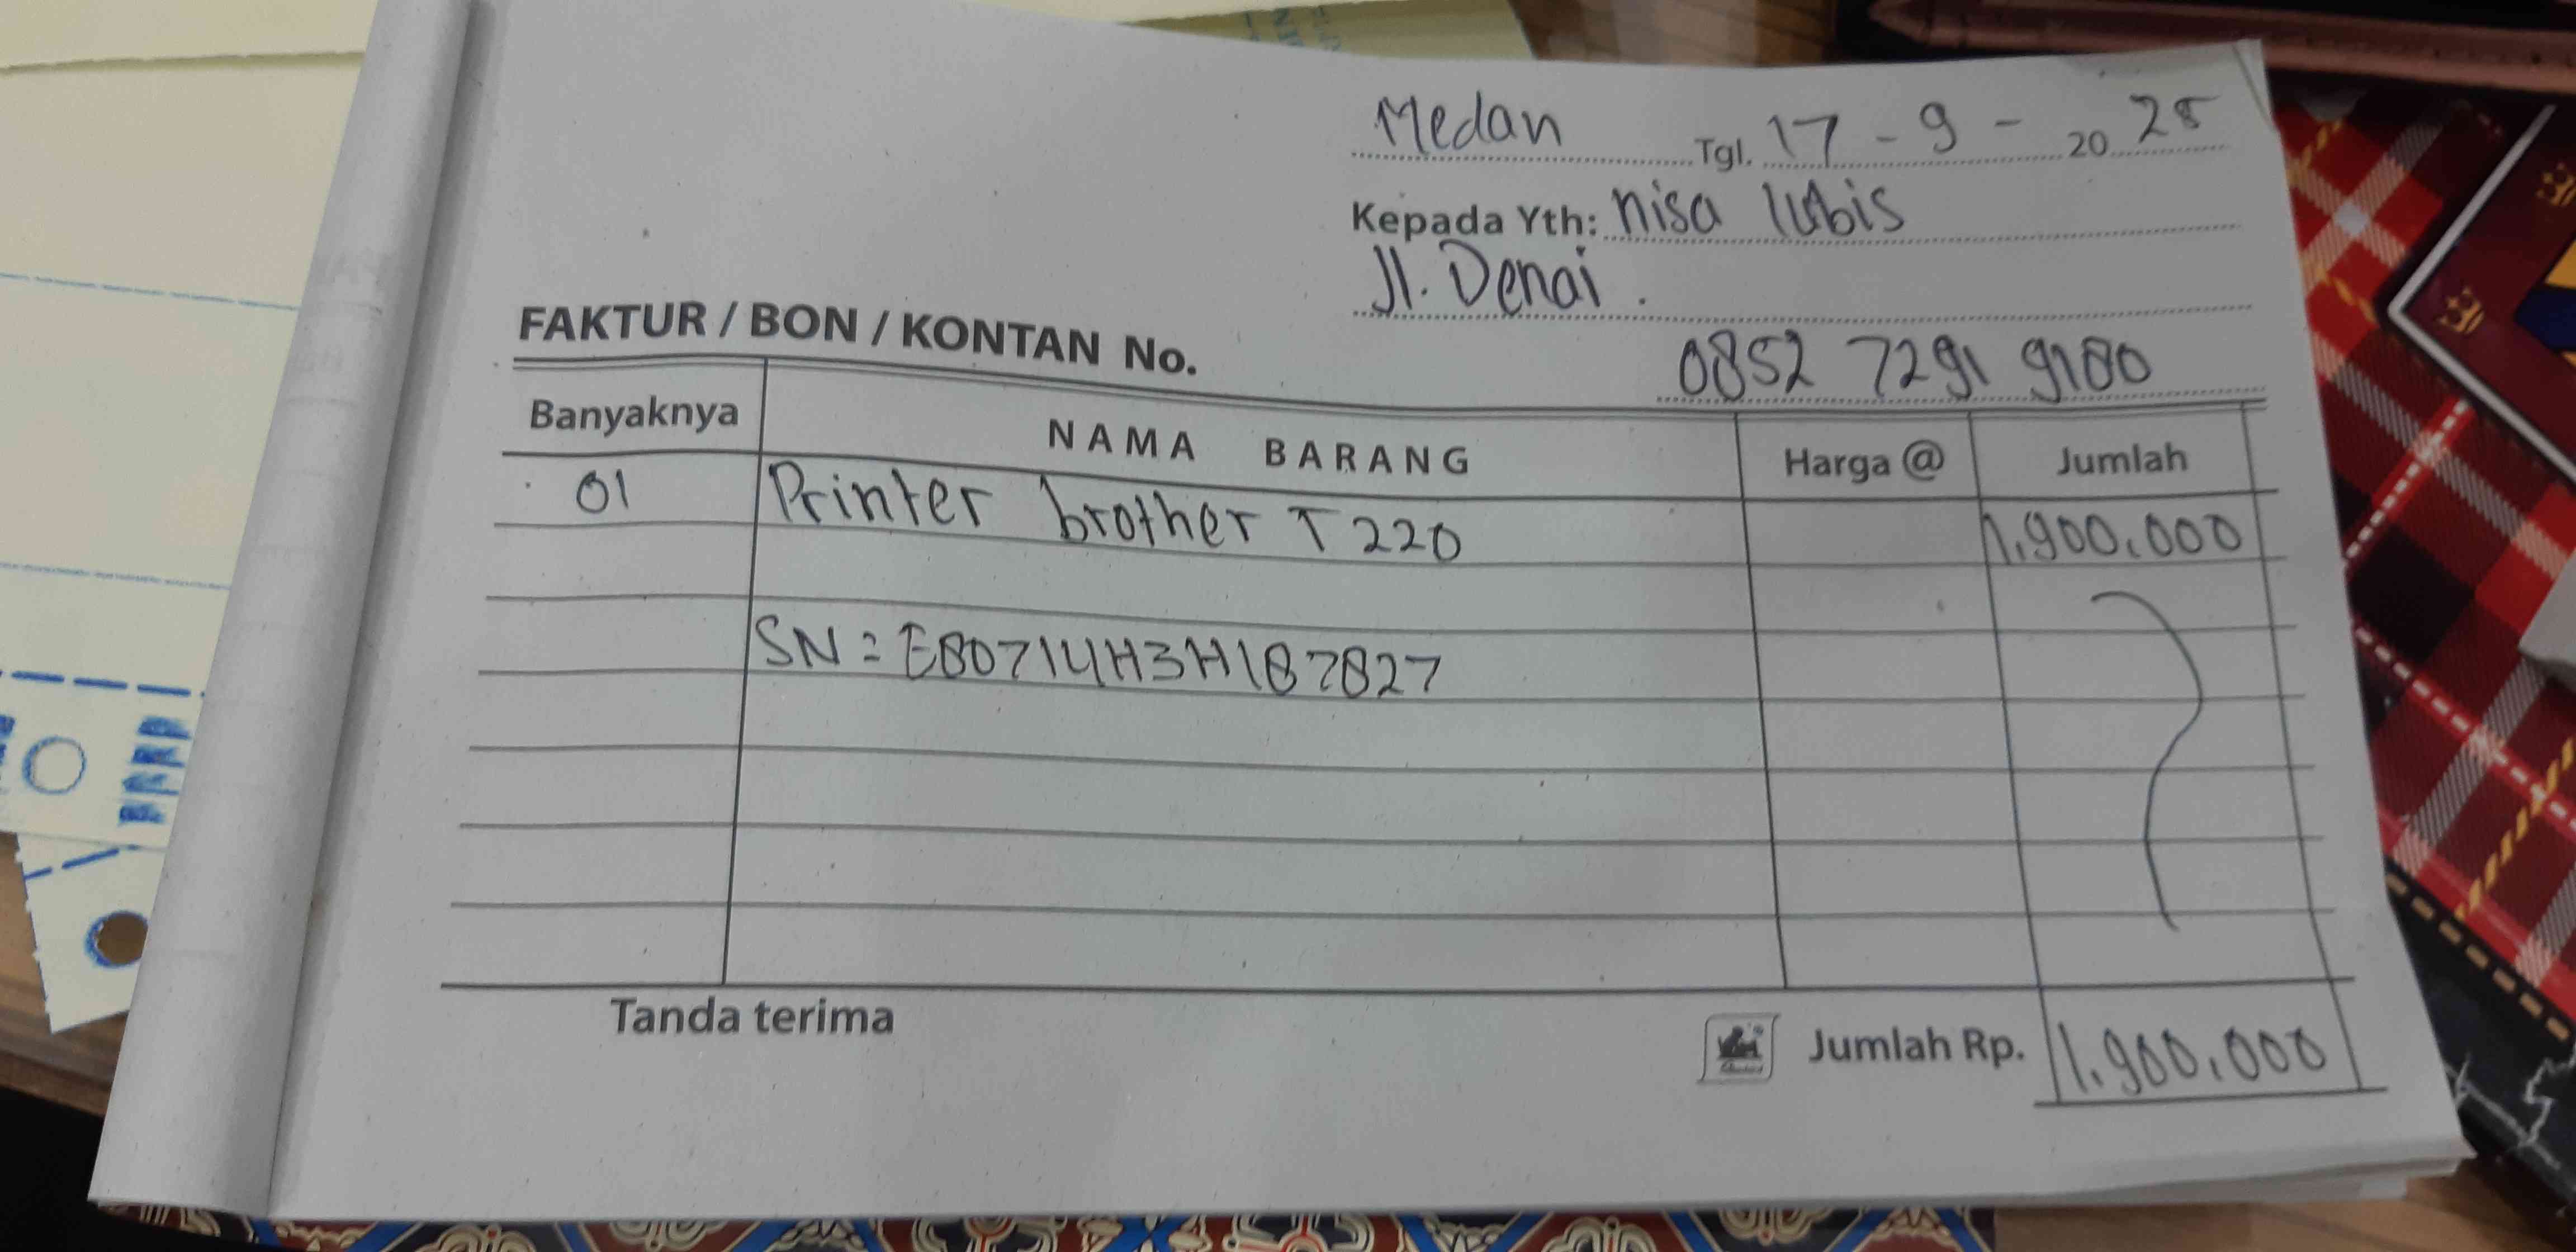 Medan Tgl. 17 - 9 - 20 25
Kepada Yth: nisa lubis
Jl. Denai .
FAKTUR / BON / KONTAN No.
0852 7291 9180
Banyaknya NAMA BARANG Harga @ Jumlah
01 Printer brother T220 1.900.000
SN = E80714H3H187827
Tanda terima
Jumlah Rp. 1.900.000